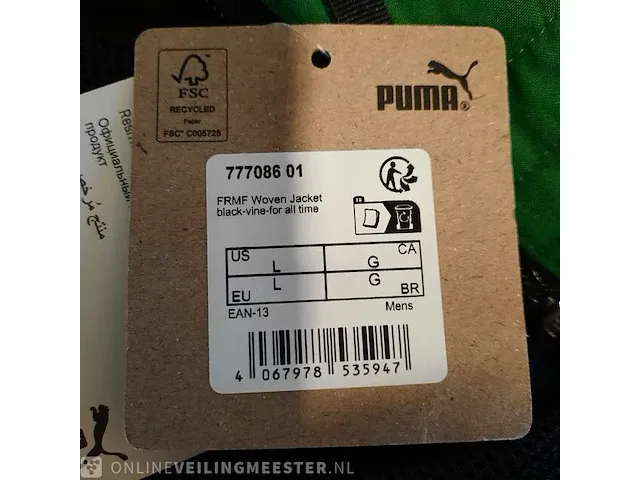 FSC
RECYCLED
Paper
FSC® C005725
PUMA®
Официальный
продукт
777086 01
FRMF Woven Jacket
black-vine-for all time
US L G CA
EU L G BR
EAN-13 Mens
4 067978 535947
ONLINEVEILINGMEESTER.NL